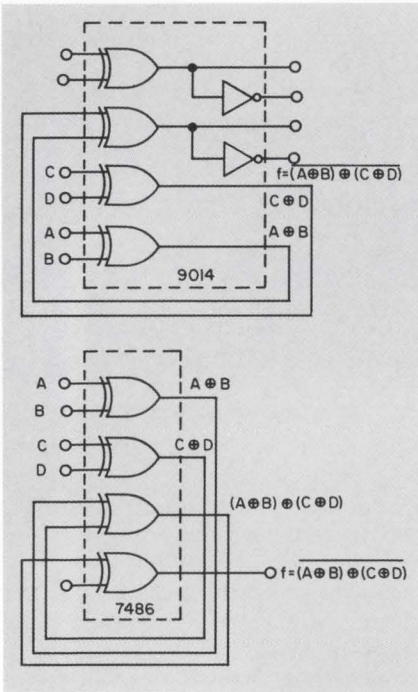 f=(A⊕B) ⊕ (C ⊕ D)
C
D
C ⊕ D
A
A ⊕ B
B
9014
A
A ⊕ B
B
C
C ⊕ D
D
(A⊕B) ⊕ (C ⊕ D)
f=(A⊕B) ⊕ (C⊕D)
7486